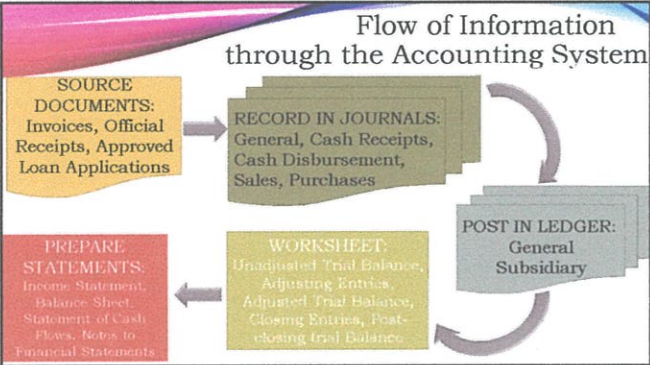 Flow of Information
through the Accounting System
SOURCE
DOCUMENTS:
Invoices, Official
Receipts, Approved
Loan Applications
RECORD IN JOURNALS:
General, Cash Receipts,
Cash Disbursement,
Sales, Purchases
POST IN LEDGER:
General
Subsidiary
WORKSHEET:
Unadjusted Trial Balance,
Adjusting Entries,
Adjusted Trial Balance,
Closing Entries, Post-
closing trial Balance
PREPARE
STATEMENTS:
Income Statement,
Balance Sheet,
Statement of Cash
Flows, Notes to
Financial Statements